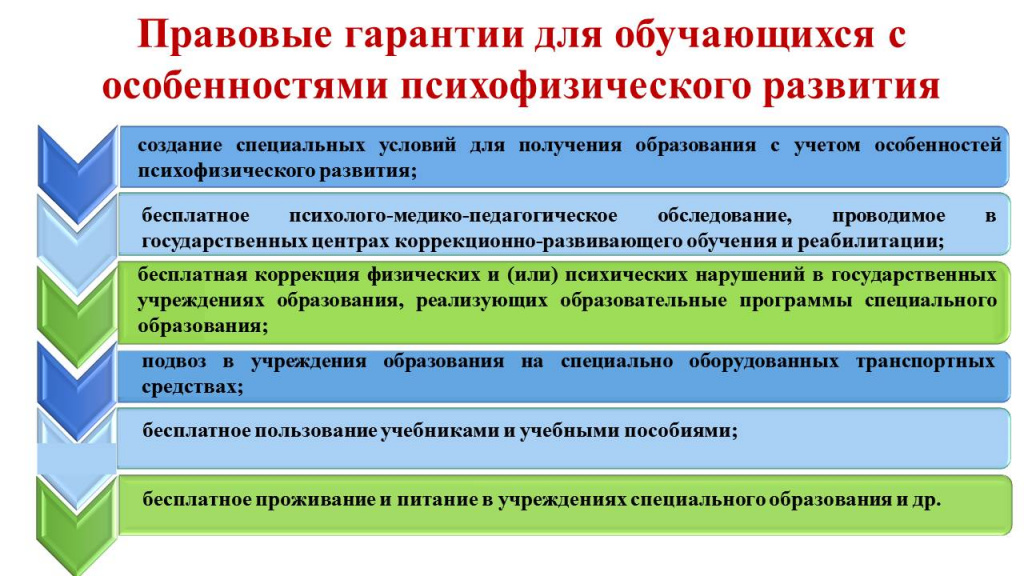 Правовые гарантии для обучающихся с
особенностями психофизического развития
создание специальных условий для получения образования с учетом особенностей
психофизического развития;
бесплатное психолого-медико-педагогическое обследование, проводимое в
государственных центрах коррекционно-развивающего обучения и реабилитации;
бесплатная коррекция физических и (или) психических нарушений в государственных
учреждениях образования, реализующих образовательные программы специального
образования;
подвоз в учреждения образования на специально оборудованных транспортных
средствах;
бесплатное пользование учебниками и учебными пособиями;
бесплатное проживание и питание в учреждениях специального образования и др.